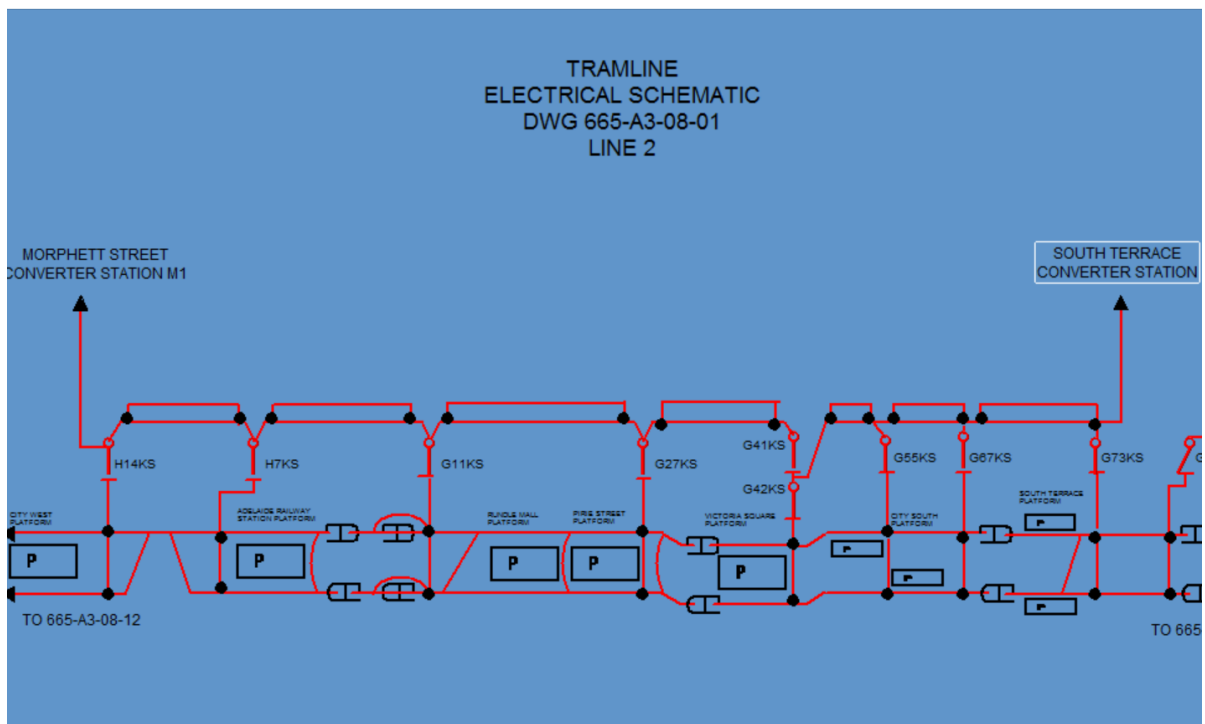 TRAMLINE
ELECTRICAL SCHEMATIC
DWG 665-A3-08-01
LINE 2
MORPHETT STREET
CONVERTER STATION M1
SOUTH TERRACE
CONVERTER STATION
H14KS
H7KS
G11KS
G27KS
G41KS
G42KS
G55KS
G67KS
G73KS
G
CITY WEST
PLATFORM
ADELAIDE RAILWAY
STATION PLATFORM
RUNDLE MALL
PLATFORM
PIRIE STREET
PLATFORM
VICTORIA SQUARE
PLATFORM
CITY SOUTH
PLATFORM
SOUTH TERRACE
PLATFORM
P
P
P
P
P
P
P
P
P
TO 665-A3-08-12
TO 665